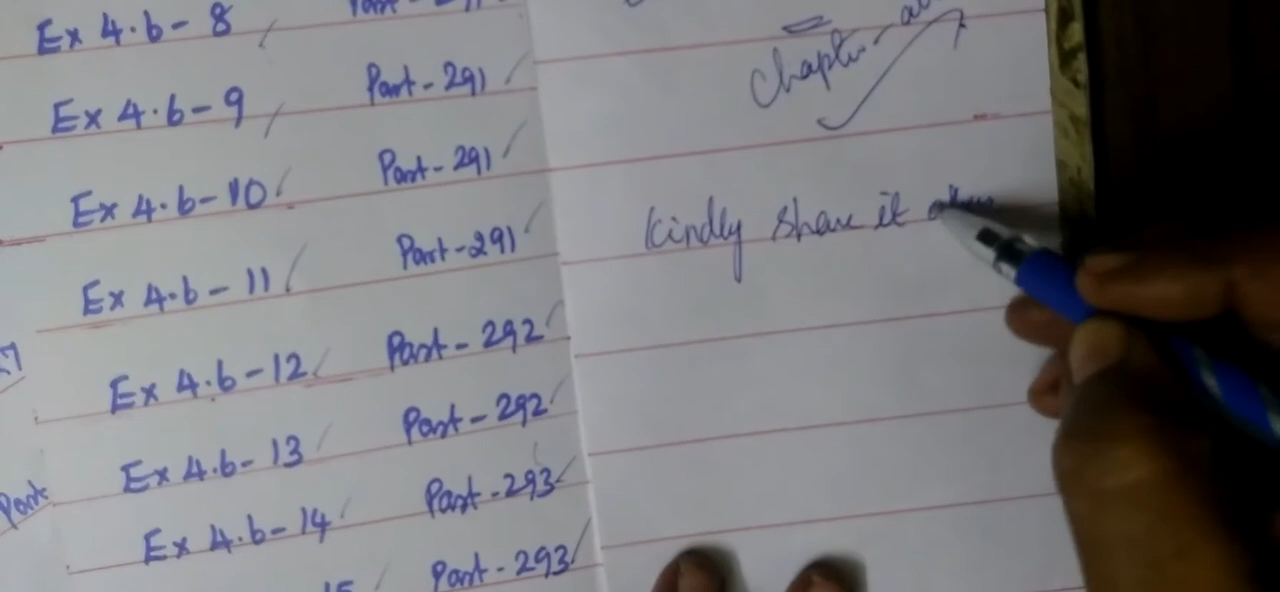 Ex 4.6-8
Ex 4.6-9 Part-291
Ex 4.6-10 Part-291
Ex 4.6-11 Part-291
Ex 4.6-12 Part-292
Ex 4.6-13 Part-292
Ex 4.6-14 Part-293
15 Part-293
Part
Chapter
Kindly share it